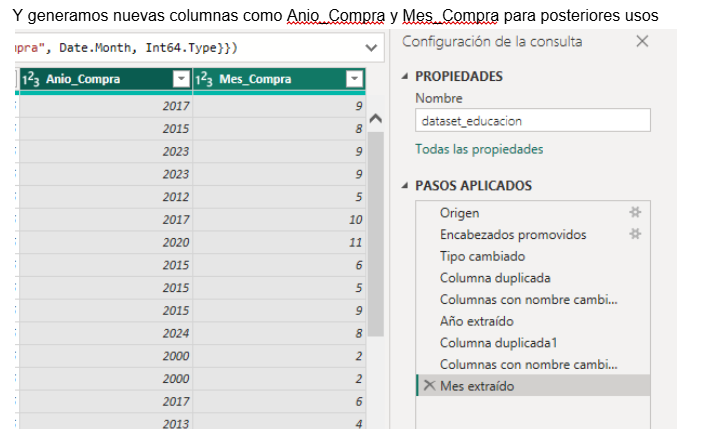 Y generamos nuevas columnas como Anio_Compra y Mes_Compra para posteriores usos
pra", Date.Month, Int64.Type}})
Configuración de la consulta
1²3 Anio_Compra 1²3 Mes_Compra
2017 9
2015 8
2023 9
2023 9
2012 5
2017 10
2020 11
2015 6
2015 5
2015 9
2024 8
2000 2
2000 2
2017 6
2013 4
PROPIEDADES
Nombre
dataset_educacion
Todas las propiedades
PASOS APLICADOS
Origen
Encabezados promovidos
Tipo cambiado
Columna duplicada
Columnas con nombre cambi...
Año extraído
Columna duplicada1
Columnas con nombre cambi...
Mes extraído